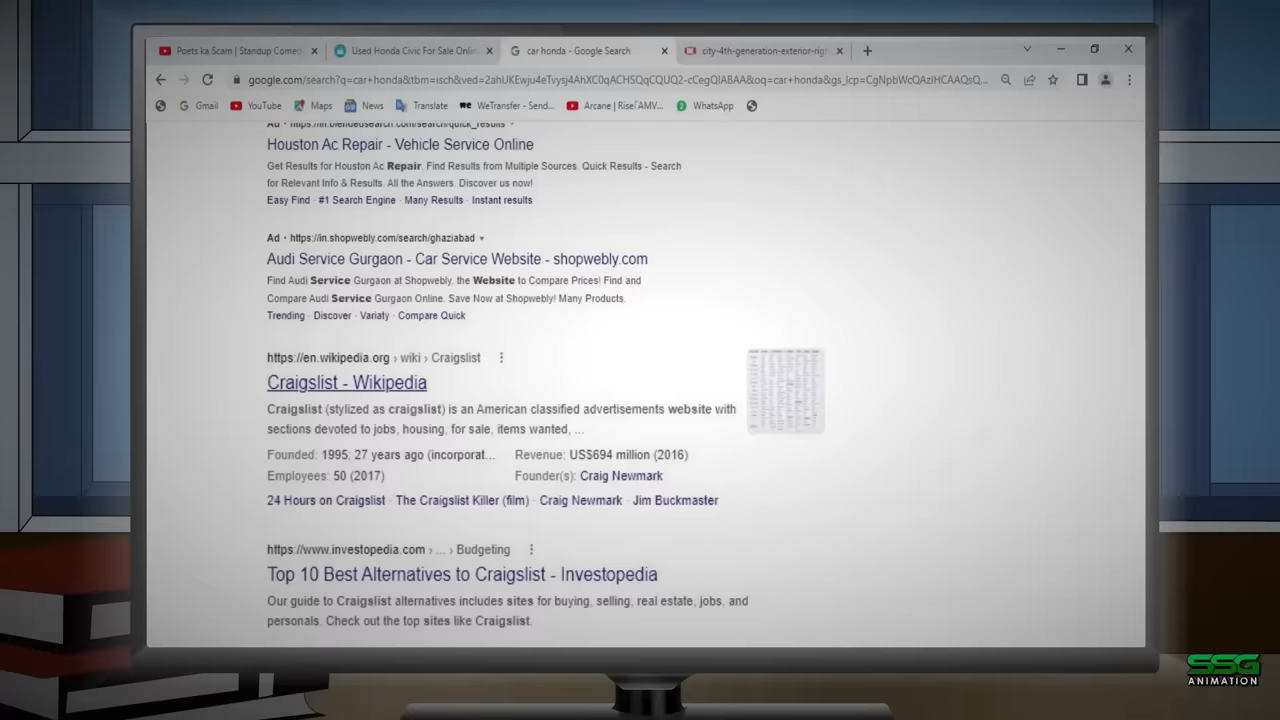 Poets ka Scam | Standup Come
Used Honda Civic For Sale Onlin
car honda - Google Search
city-4th-generation-exterior-righ
google.com/search?q=car+honda&tbm=isch&ved=2ahUKEwju4eTvysj4AhXC0qACHSQqCQUQ2-cCegQIABAA&oq=car+honda&gs_lcp=CgNpbWcQAzIHCAAQsQ...
Gmail
YouTube
Maps
News
Translate
WeTransfer - Send...
Arcane | Rise「AMV...
WhatsApp
Ad · https://in.blendedsearch.com/search/quick_results
Houston Ac Repair - Vehicle Service Online
Get Results for Houston Ac Repair. Find Results from Multiple Sources. Quick Results - Search
for Relevant Info & Results. All the Answers. Discover us now!
Easy Find · #1 Search Engine · Many Results · Instant results
Ad · https://in.shopwebly.com/search/ghaziabad
Audi Service Gurgaon - Car Service Website - shopwebly.com
Find Audi Service Gurgaon at Shopwebly, the Website to Compare Prices! Find and
Compare Audi Service Gurgaon Online. Save Now at Shopwebly! Many Products.
Trending · Discover · Variaty · Compare Quick
https://en.wikipedia.org › wiki › Craigslist
Craigslist - Wikipedia
Craigslist (stylized as craigslist) is an American classified advertisements website with
sections devoted to jobs, housing, for sale, items wanted, ...
Founded: 1995; 27 years ago (incorporat... Revenue: US$694 million (2016)
Employees: 50 (2017) Founder(s): Craig Newmark
24 Hours on Craigslist · The Craigslist Killer (film) · Craig Newmark · Jim Buckmaster
https://www.investopedia.com › ... › Budgeting
Top 10 Best Alternatives to Craigslist - Investopedia
Our guide to Craigslist alternatives includes sites for buying, selling, real estate, jobs, and
personals. Check out the top sites like Craigslist.
SSG
ANIMATION